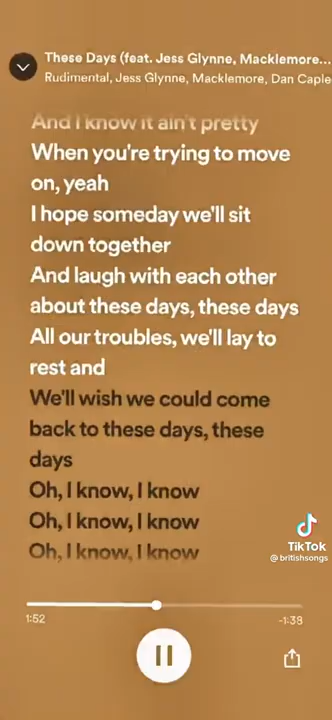 These Days (feat. Jess Glynne, Macklemore...
Rudimental, Jess Glynne, Macklemore, Dan Caple
And I know it ain't pretty
When you're trying to move
on, yeah
I hope someday we'll sit
down together
And laugh with each other
about these days, these days
All our troubles, we'll lay to
rest and
We'll wish we could come
back to these days, these
days
Oh, I know, I know
Oh, I know, I know
Oh, I know, I know
TikTok
@britishsongs
1:52
-1:38